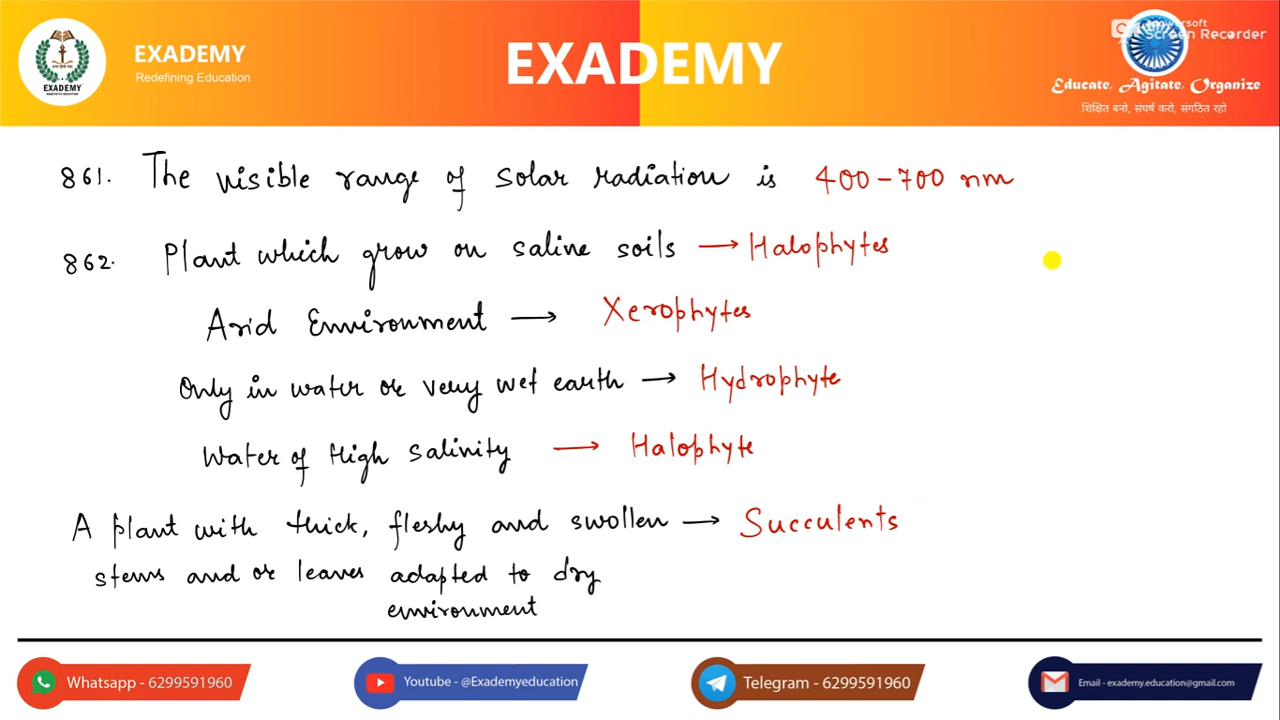 EXADEMY
Redefining Education
EXADEMY
EXADEMY
Screen Recorder
Educate, Agitate, Organize
शिक्षित बनो, संघर्ष करो, संगठित रहो
861. The visible range of solar radiation is 400-700 nm
862. Plant which grow on saline soils → Halophytes
Arid Environment → Xerophytes
Only in water or very wet earth → Hydrophyte
Water of High Salinity → Halophyte
A plant with thick, fleshy and swollen → Succulents
stems and or leaves adapted to dry
environment
Whatsapp - 6299591960
Youtube - @Exademyeducation
Telegram - 6299591960
Email - exademy.education@gmail.com